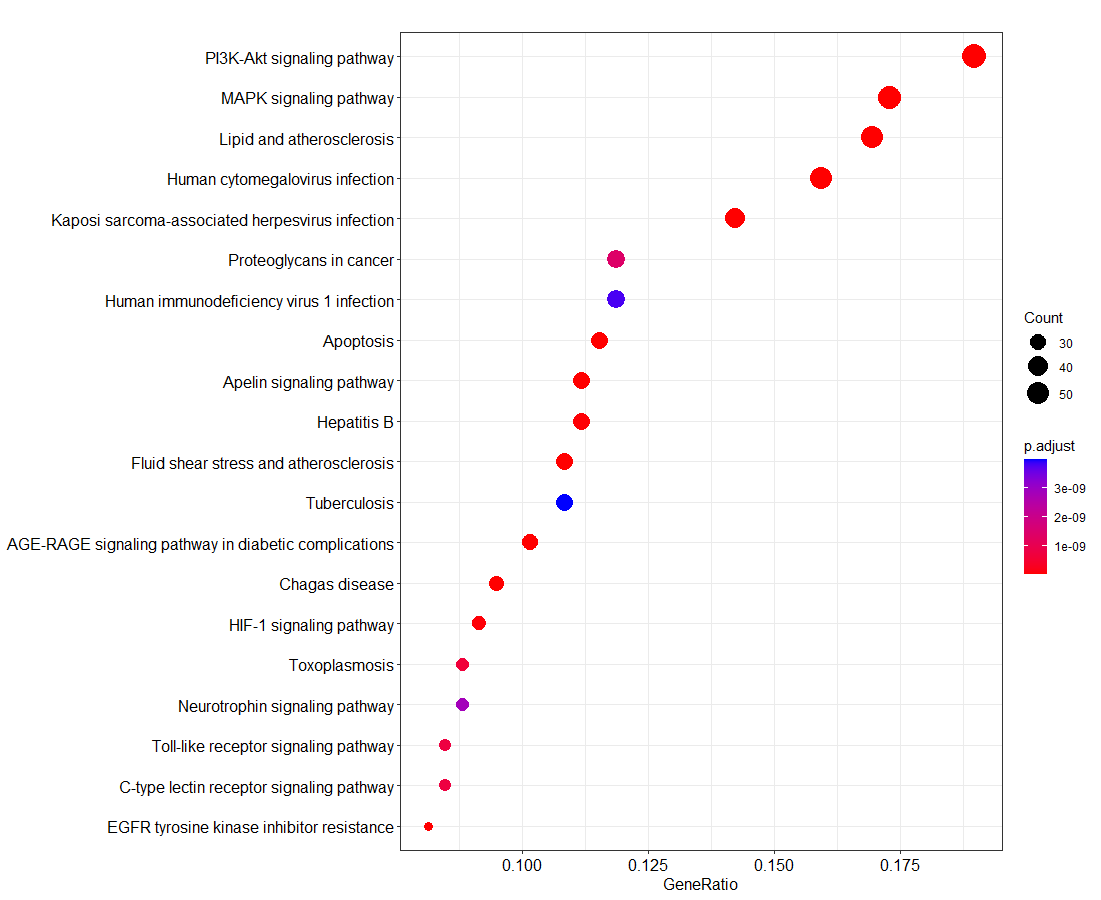 PI3K-Akt signaling pathway
MAPK signaling pathway
Lipid and atherosclerosis
Human cytomegalovirus infection
Kaposi sarcoma-associated herpesvirus infection
Proteoglycans in cancer
Human immunodeficiency virus 1 infection
Apoptosis
Apelin signaling pathway
Hepatitis B
Fluid shear stress and atherosclerosis
Tuberculosis
AGE-RAGE signaling pathway in diabetic complications
Chagas disease
HIF-1 signaling pathway
Toxoplasmosis
Neurotrophin signaling pathway
Toll-like receptor signaling pathway
C-type lectin receptor signaling pathway
EGFR tyrosine kinase inhibitor resistance
0.100 0.125 0.150 0.175
GeneRatio
Count
30
40
50
p.adjust
3e-09
2e-09
1e-09